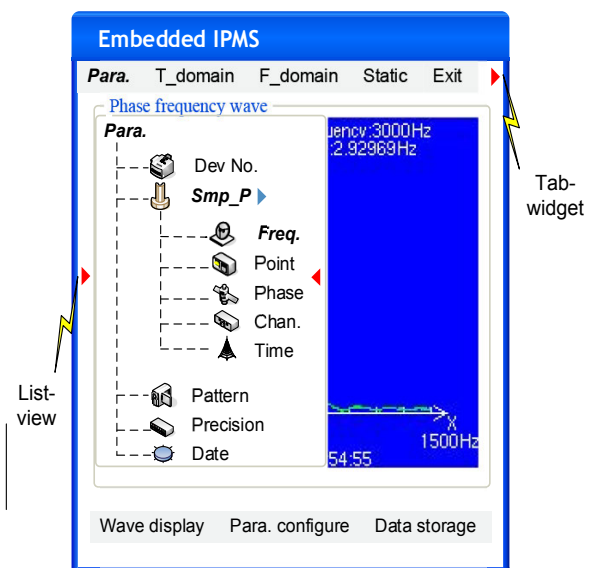 Embedded IPMS
Para. T_domain F_domain Static Exit
Phase frequency wave
Para.
uency:3000Hz
:2.92969Hz
Dev No.
Smp_P
Freq.
Point
Phase
Chan.
Time
Pattern
Precision
Date
X
1500Hz
54:55
Wave display Para. configure Data storage
Tab-
widget
List-
view